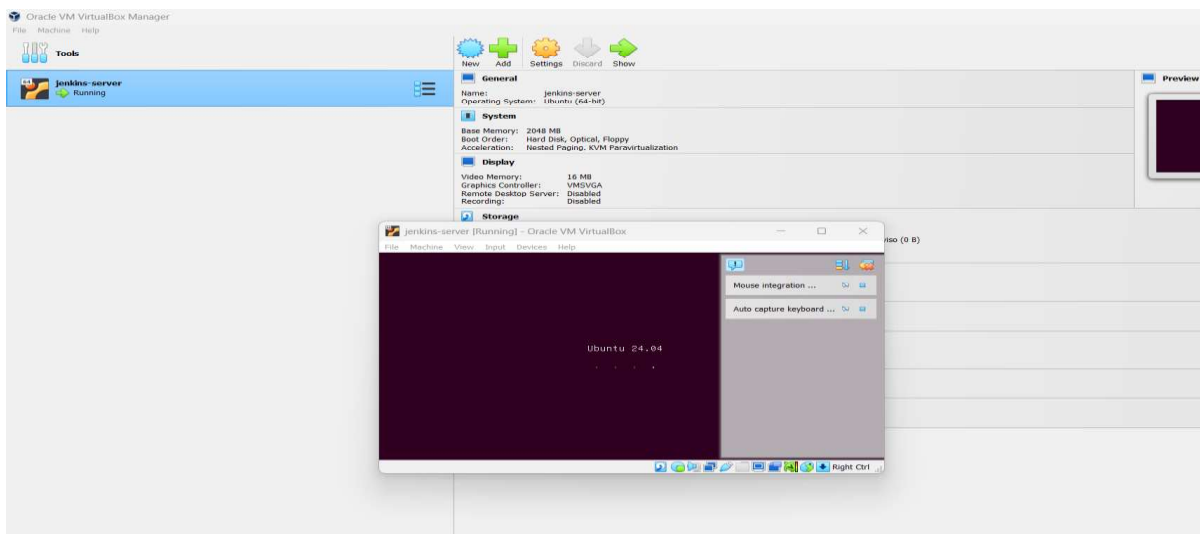 Oracle VM VirtualBox Manager
File Machine Help
Tools
New Add Settings Discard Show
jenkins-server
Running
General
Name: jenkins-server
Operating System: Ubuntu (64-bit)
System
Base Memory: 2048 MB
Boot Order: Hard Disk, Optical, Floppy
Acceleration: Nested Paging, KVM Paravirtualization
Display
Video Memory: 16 MB
Graphics Controller: VMSVGA
Remote Desktop Server: Disabled
Recording: Disabled
Storage
Preview
iso (0 B)
jenkins-server [Running] - Oracle VM VirtualBox
File Machine View Input Devices Help
Mouse integration ...
Auto capture keyboard ...
Ubuntu 24.04
Right Ctrl